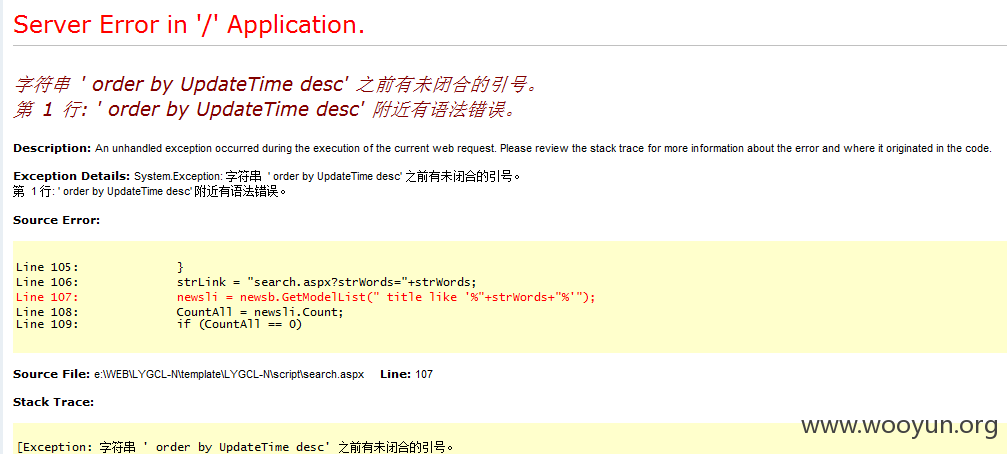 Server Error in '/' Application.
字符串 ' order by UpdateTime desc' 之前有未闭合的引号。
第 1 行: ' order by UpdateTime desc' 附近有语法错误。
Description: An unhandled exception occurred during the execution of the current web request. Please review the stack trace for more information about the error and where it originated in the code.
Exception Details: System.Exception: 字符串 ' order by UpdateTime desc' 之前有未闭合的引号。
第 1 行: ' order by UpdateTime desc' 附近有语法错误。
Source Error:
Line 105: }
Line 106: strLink = "search.aspx?strWords="+strWords;
Line 107: newsli = newsb.GetModelList(" title like '%"+strWords+"%'");
Line 108: CountAll = newsli.Count;
Line 109: if (CountAll == 0)
Source File: e:\WEB\LYGCL-N\template\LYGCL-N\script\search.aspx Line: 107
Stack Trace:
www.wooyun.org
[Exception: 字符串 ' order by UpdateTime desc' 之前有未闭合的引号。